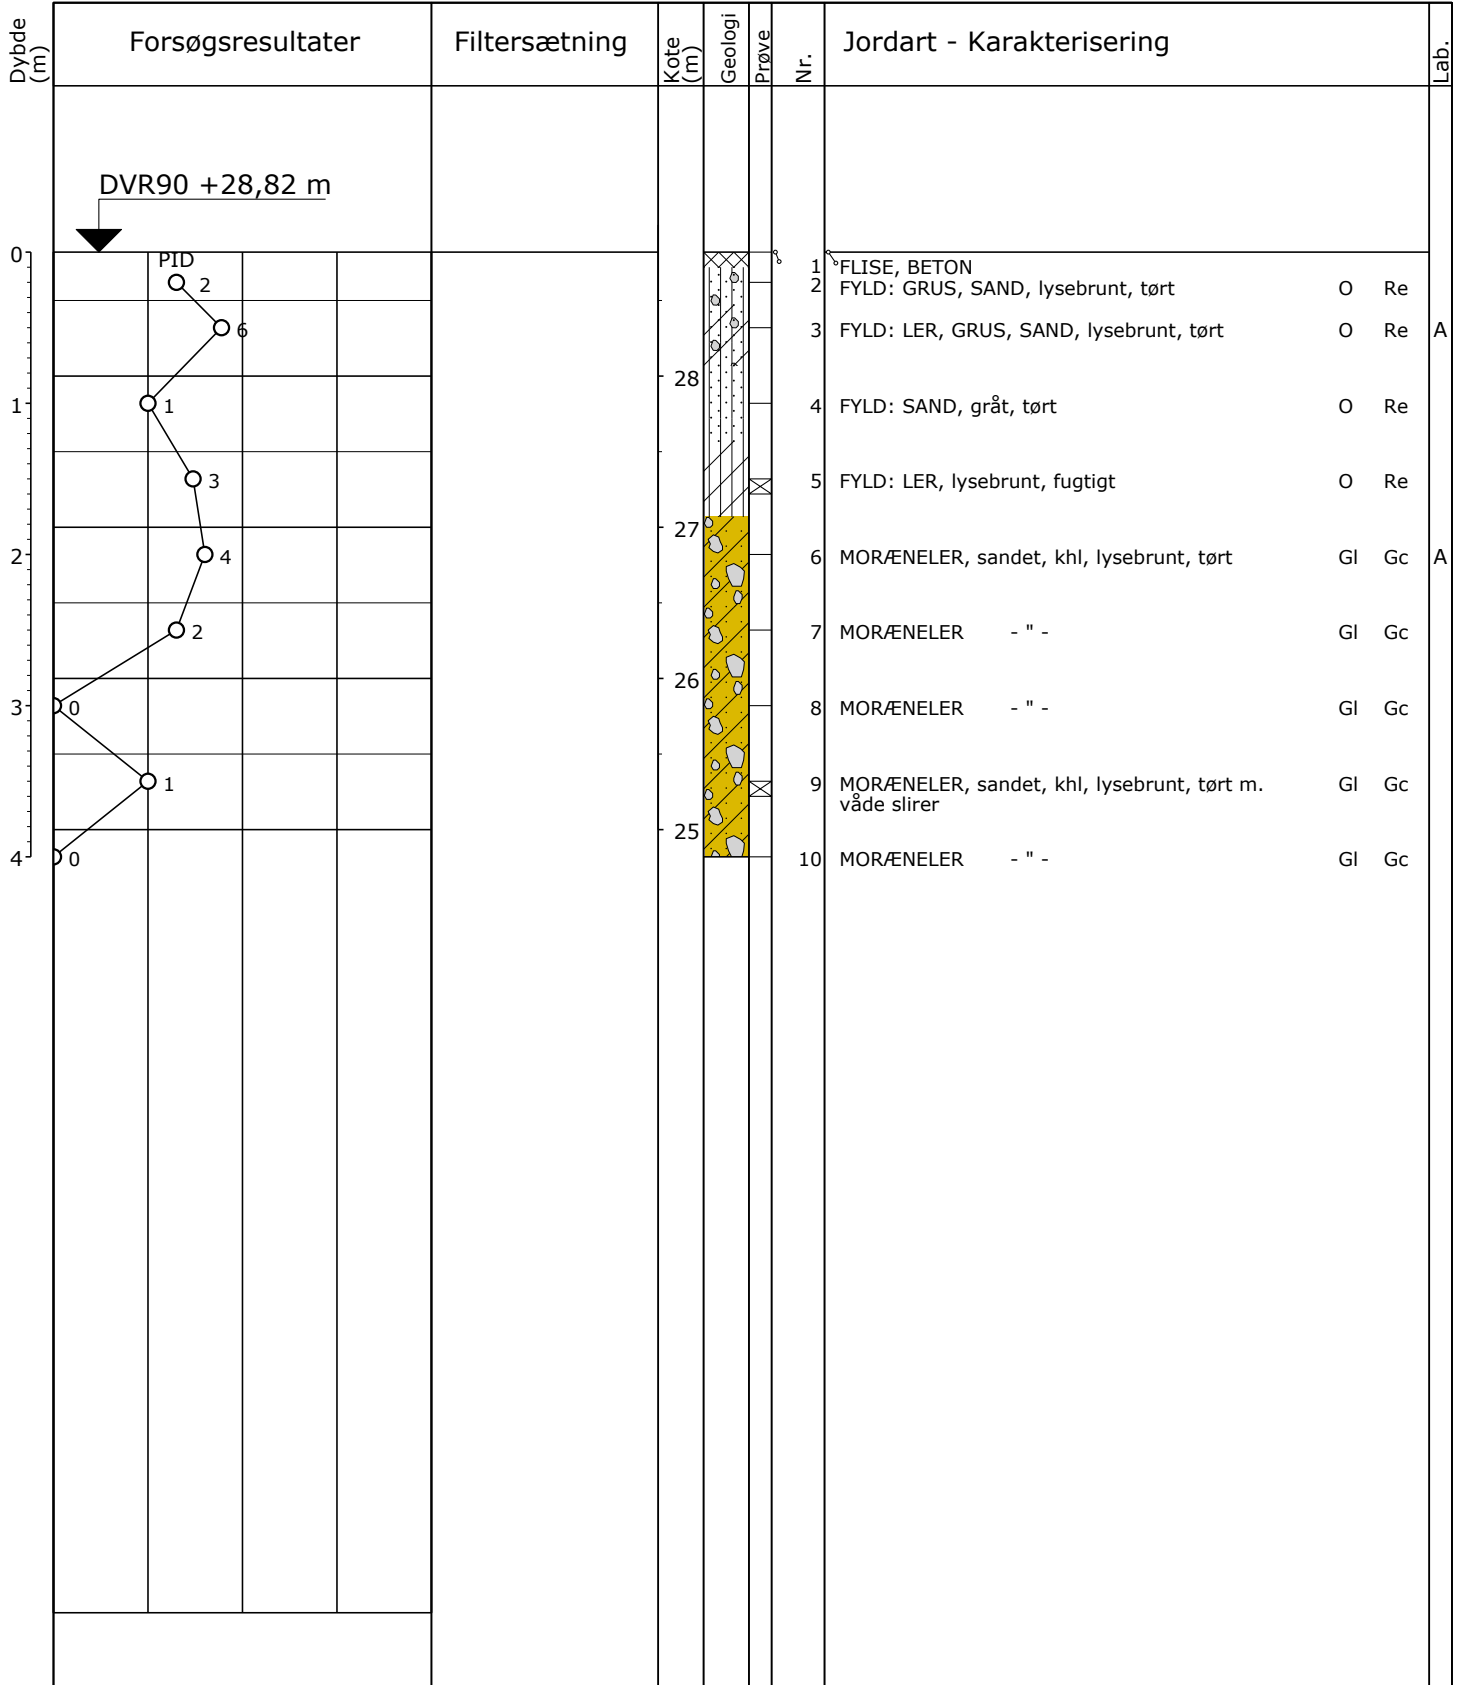 Dybde (m) Forsøgsresultater Filtersætning Kote (m) Geologi Prøve Nr. Jordart - Karakterisering Lab.
DVR90 +28,82 m
0
PID
1 FLISE, BETON
2 2 FYLD: GRUS, SAND, lysebrunt, tørt O Re
6 3 FYLD: LER, GRUS, SAND, lysebrunt, tørt O Re A
28
1 1 4 FYLD: SAND, gråt, tørt O Re
3 5 FYLD: LER, lysebrunt, fugtigt O Re
27
2 4 6 MORÆNELER, sandet, khl, lysebrunt, tørt Gl Gc A
2 7 MORÆNELER - " - Gl Gc
26
3 0 8 MORÆNELER - " - Gl Gc
1 9 MORÆNELER, sandet, khl, lysebrunt, tørt m. Gl Gc
våde slirer
25
4 0 10 MORÆNELER - " - Gl Gc